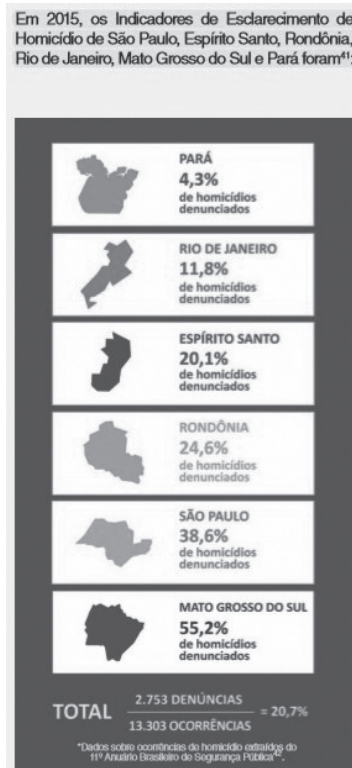 Em 2015, os Indicadores de Esclarecimento de
Homicídio de São Paulo, Espírito Santo, Rondônia,
Rio de Janeiro, Mato Grosso do Sul e Pará foram⁴¹:
PARÁ
4,3%
de homicídios
denunciados
RIO DE JANEIRO
11,8%
de homicídios
denunciados
ESPÍRITO SANTO
20,1%
de homicídios
denunciados
RONDÔNIA
24,6%
de homicídios
denunciados
SÃO PAULO
38,6%
de homicídios
denunciados
MATO GROSSO DO SUL
55,2%
de homicídios
denunciados
2.753 DENÚNCIAS
TOTAL = 20,7%
13.303 OCORRÊNCIAS
*Dados sobre ocorrências de homicídio extraídos do
11º Anuário Brasileiro de Segurança Pública⁴².